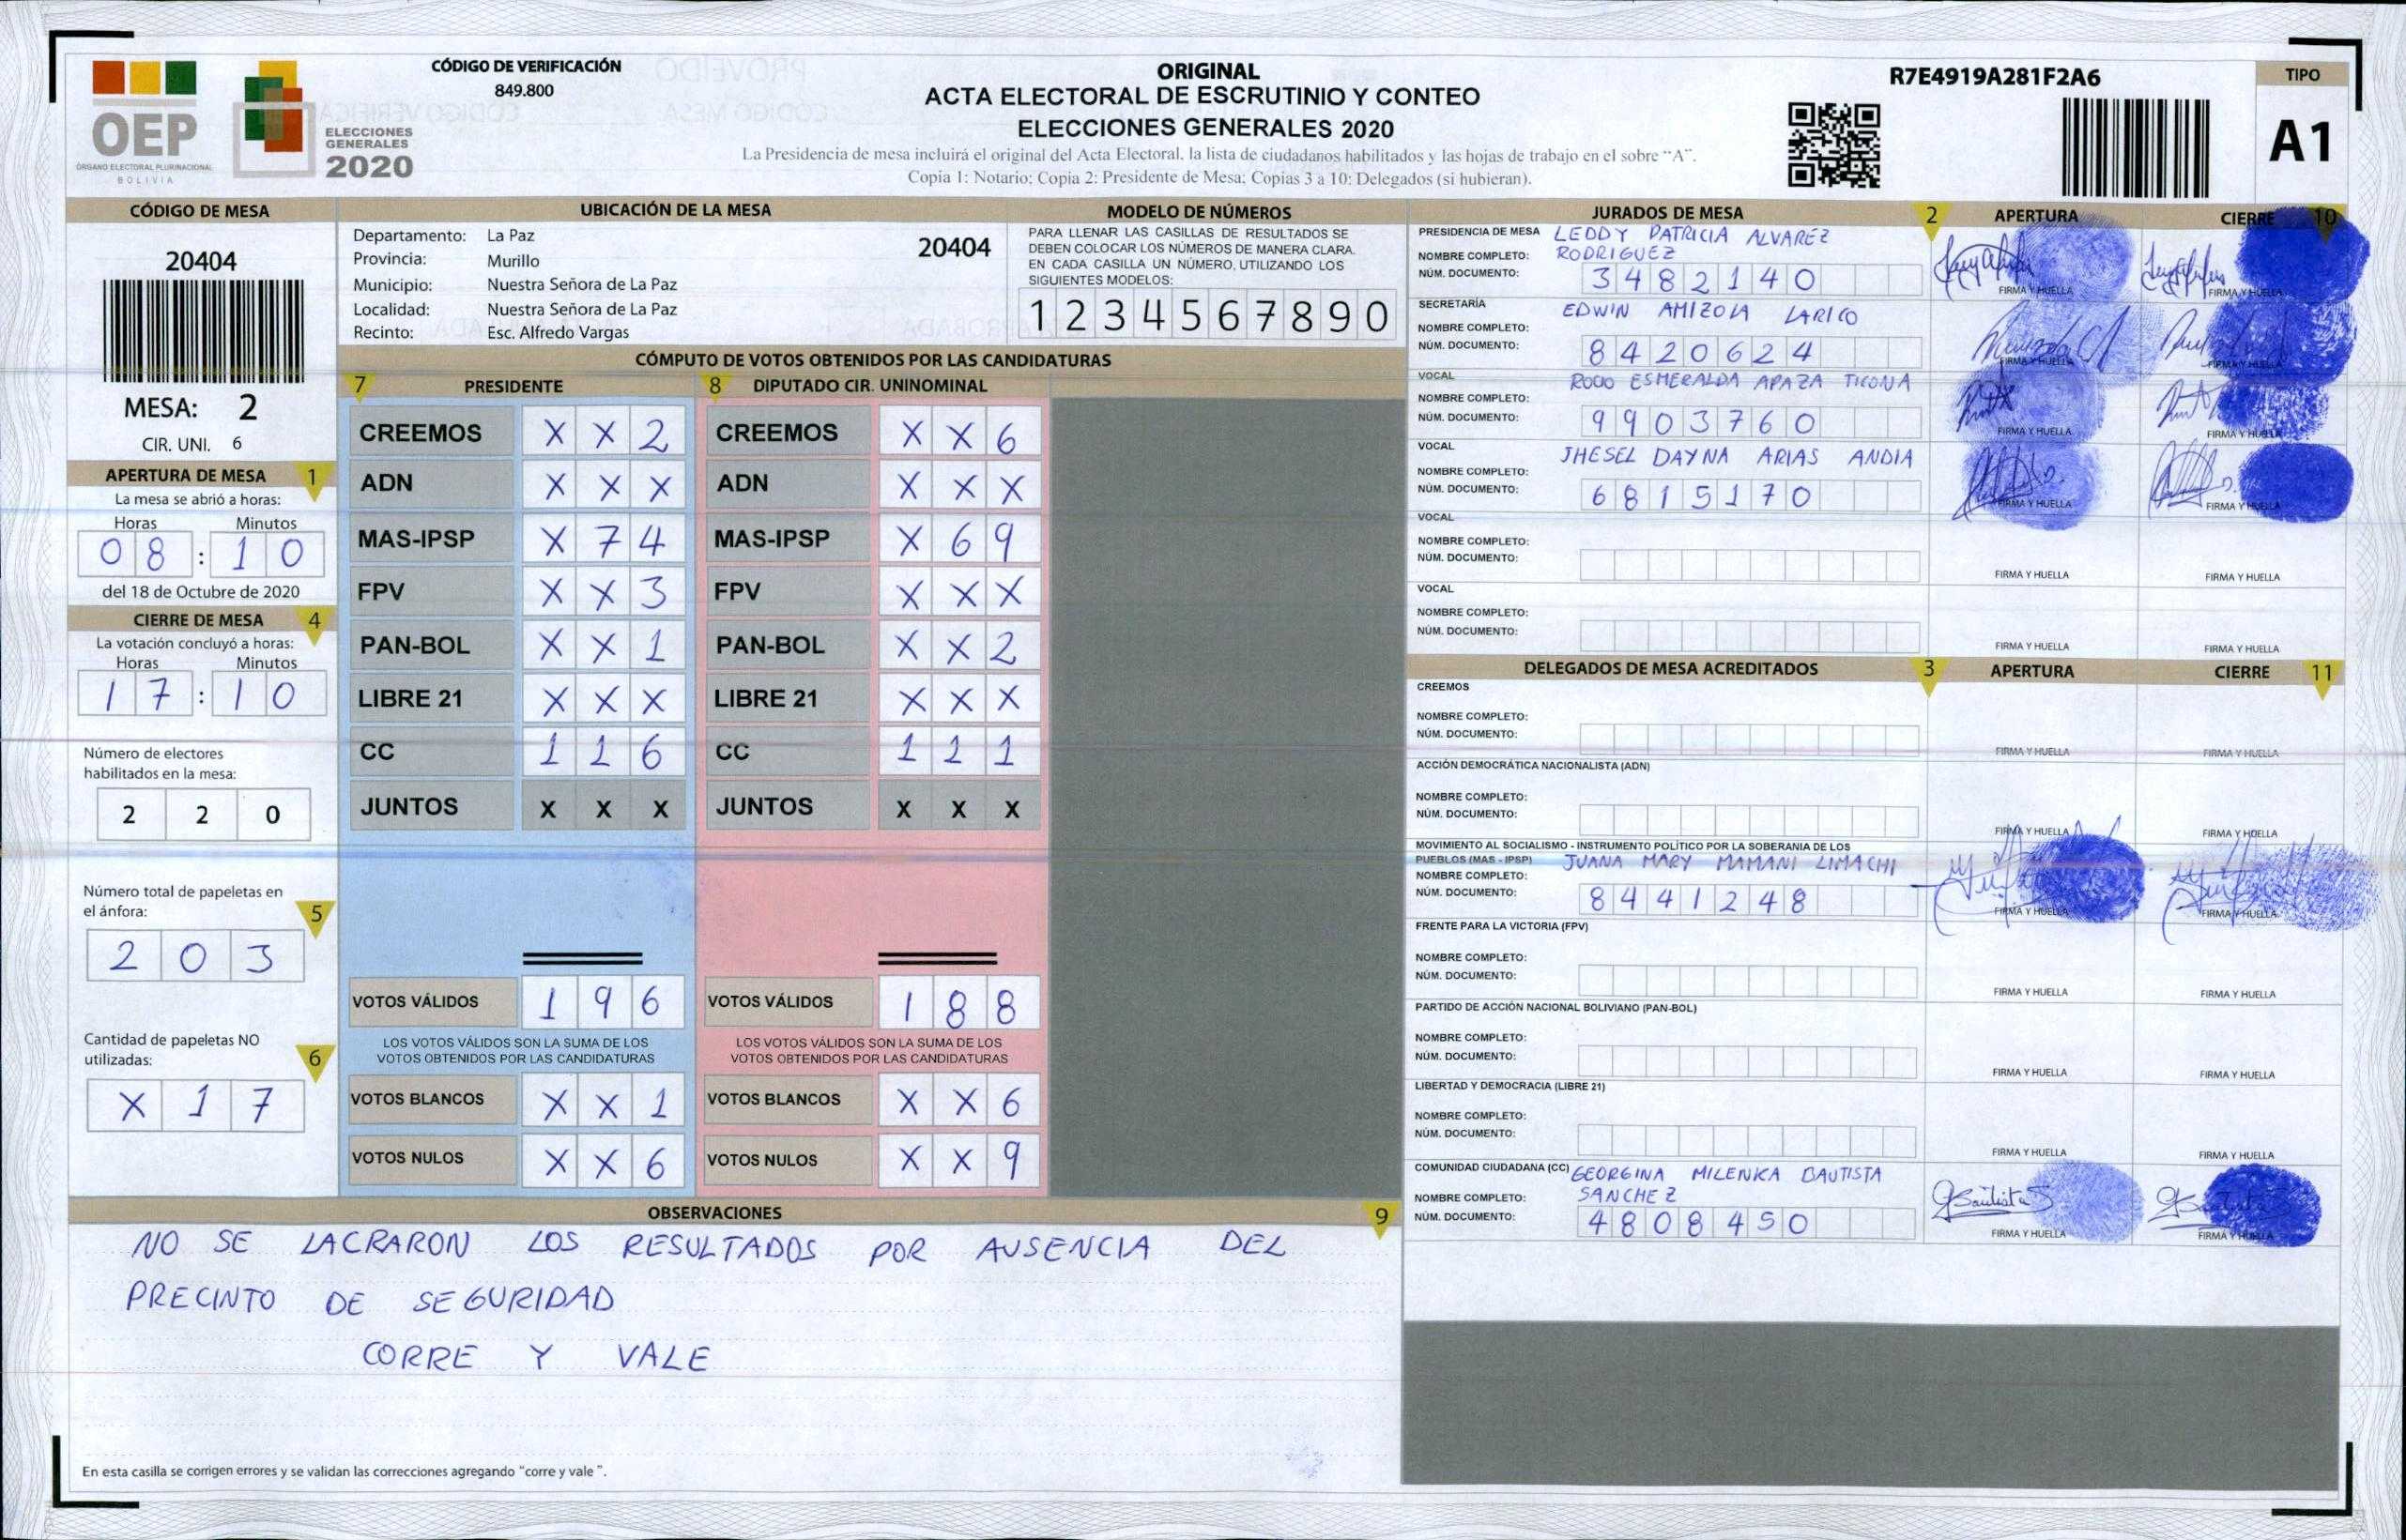 CÓDIGO DE VERIFICACIÓN
849.800
OEP
ÓRGANO ELECTORAL PLURINACIONAL
BOLIVIA
ELECCIONES
GENERALES
2020
ORIGINAL
ACTA ELECTORAL DE ESCRUTINIO Y CONTEO
ELECCIONES GENERALES 2020
La Presidencia de mesa incluirá el original del Acta Electoral, la lista de ciudadanos habilitados y las hojas de trabajo en el sobre "A".
Copia 1: Notario; Copia 2: Presidente de Mesa; Copias 3 a 10: Delegados (si hubieran).
R7E4919A281F2A6
TIPO
A1
CÓDIGO DE MESA
20404
MESA: 2
CIR. UNI. 6
APERTURA DE MESA 1
La mesa se abrió a horas:
Horas Minutos
08 : 10
del 18 de Octubre de 2020
CIERRE DE MESA 4
La votación concluyó a horas:
Horas Minutos
17 : 10
Número de electores
habilitados en la mesa:
2 2 0
Número total de papeletas en
el ánfora: 5
2 0 3
Cantidad de papeletas NO
utilizadas: 6
X 1 7
UBICACIÓN DE LA MESA
Departamento: La Paz 20404
Provincia: Murillo
Municipio: Nuestra Señora de La Paz
Localidad: Nuestra Señora de La Paz
Recinto: Esc. Alfredo Vargas
MODELO DE NÚMEROS
PARA LLENAR LAS CASILLAS DE RESULTADOS SE
DEBEN COLOCAR LOS NÚMEROS DE MANERA CLARA.
EN CADA CASILLA UN NÚMERO, UTILIZANDO LOS
SIGUIENTES MODELOS:
1 2 3 4 5 6 7 8 9 0
CÓMPUTO DE VOTOS OBTENIDOS POR LAS CANDIDATURAS
7 PRESIDENTE 8 DIPUTADO CIR. UNINOMINAL
CREEMOS X X 2 CREEMOS X X 6
ADN X X X ADN X X X
MAS-IPSP X 7 4 MAS-IPSP X 6 9
FPV X X 3 FPV X X X
PAN-BOL X X 1 PAN-BOL X X 2
LIBRE 21 X X X LIBRE 21 X X X
CC 1 1 6 CC 1 1 1
JUNTOS X X X JUNTOS X X X
VOTOS VÁLIDOS 1 9 6 VOTOS VÁLIDOS 1 8 8
LOS VOTOS VÁLIDOS SON LA SUMA DE LOS LOS VOTOS VÁLIDOS SON LA SUMA DE LOS
VOTOS OBTENIDOS POR LAS CANDIDATURAS VOTOS OBTENIDOS POR LAS CANDIDATURAS
VOTOS BLANCOS X X 1 VOTOS BLANCOS X X 6
VOTOS NULOS X X 6 VOTOS NULOS X X 9
OBSERVACIONES 9
NO SE LACRARON LOS RESULTADOS POR AUSENCIA DEL
PRECINTO DE SEGURIDAD
CORRE Y VALE
En esta casilla se corrigen errores y se validan las correcciones agregando "corre y vale".
JURADOS DE MESA 2 APERTURA CIERRE 10
PRESIDENCIA DE MESA LEDDY PATRICIA ALVAREZ
NOMBRE COMPLETO: RODRIGUEZ
NÚM. DOCUMENTO: 3482140
FIRMA Y HUELLA FIRMA Y HUELLA
SECRETARÍA EDWIN AMIZOLA LARICO
NOMBRE COMPLETO:
NÚM. DOCUMENTO: 8420624
FIRMA Y HUELLA FIRMA Y HUELLA
VOCAL ROCIO ESMERALDA APAZA TICONA
NOMBRE COMPLETO:
NÚM. DOCUMENTO: 9903760
FIRMA Y HUELLA FIRMA Y HUELLA
VOCAL JHESEL DAYNA ARIAS ANDIA
NOMBRE COMPLETO:
NÚM. DOCUMENTO: 6815170
FIRMA Y HUELLA FIRMA Y HUELLA
VOCAL
NOMBRE COMPLETO:
NÚM. DOCUMENTO:
FIRMA Y HUELLA FIRMA Y HUELLA
VOCAL
NOMBRE COMPLETO:
NÚM. DOCUMENTO:
FIRMA Y HUELLA FIRMA Y HUELLA
DELEGADOS DE MESA ACREDITADOS 3 APERTURA CIERRE 11
CREEMOS
NOMBRE COMPLETO:
NÚM. DOCUMENTO:
FIRMA Y HUELLA FIRMA Y HUELLA
ACCIÓN DEMOCRÁTICA NACIONALISTA (ADN)
NOMBRE COMPLETO:
NÚM. DOCUMENTO:
FIRMA Y HUELLA FIRMA Y HUELLA
MOVIMIENTO AL SOCIALISMO - INSTRUMENTO POLÍTICO POR LA SOBERANIA DE LOS
PUEBLOS (MAS - IPSP) JUANA MARY MAMANI LIMACHI
NOMBRE COMPLETO:
NÚM. DOCUMENTO: 8441248
FIRMA Y HUELLA FIRMA Y HUELLA
FRENTE PARA LA VICTORIA (FPV)
NOMBRE COMPLETO:
NÚM. DOCUMENTO:
FIRMA Y HUELLA FIRMA Y HUELLA
PARTIDO DE ACCIÓN NACIONAL BOLIVIANO (PAN-BOL)
NOMBRE COMPLETO:
NÚM. DOCUMENTO:
FIRMA Y HUELLA FIRMA Y HUELLA
LIBERTAD Y DEMOCRACIA (LIBRE 21)
NOMBRE COMPLETO:
NÚM. DOCUMENTO:
FIRMA Y HUELLA FIRMA Y HUELLA
COMUNIDAD CIUDADANA (CC) GEORGINA MILENKA BAUTISTA
NOMBRE COMPLETO: SANCHEZ
NÚM. DOCUMENTO: 4808450
FIRMA Y HUELLA FIRMA Y HUELLA